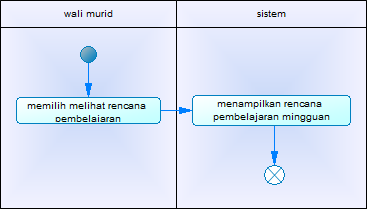 wali murid
sistem
memilih melihat rencana
pembelajaran
menampilkan rencana
pembelajaran mingguan